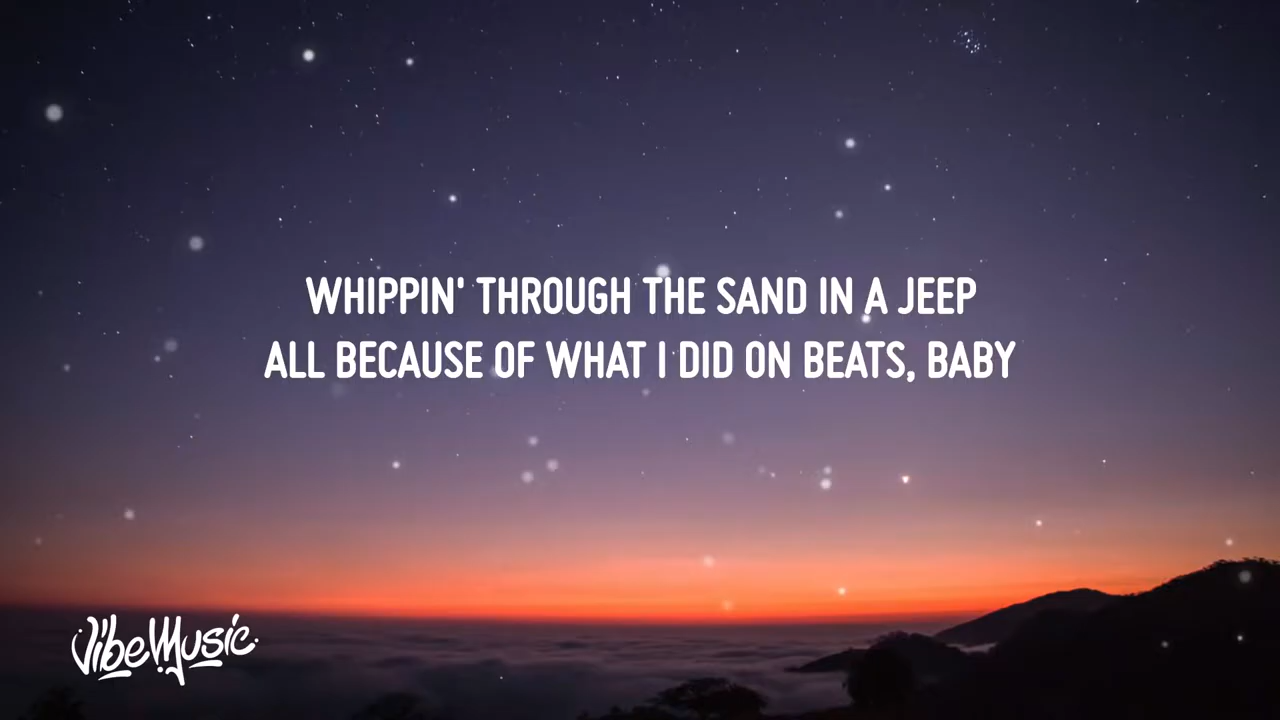 WHIPPIN' THROUGH THE SAND IN A JEEP
ALL BECAUSE OF WHAT I DID ON BEATS, BABY
VibeMusic